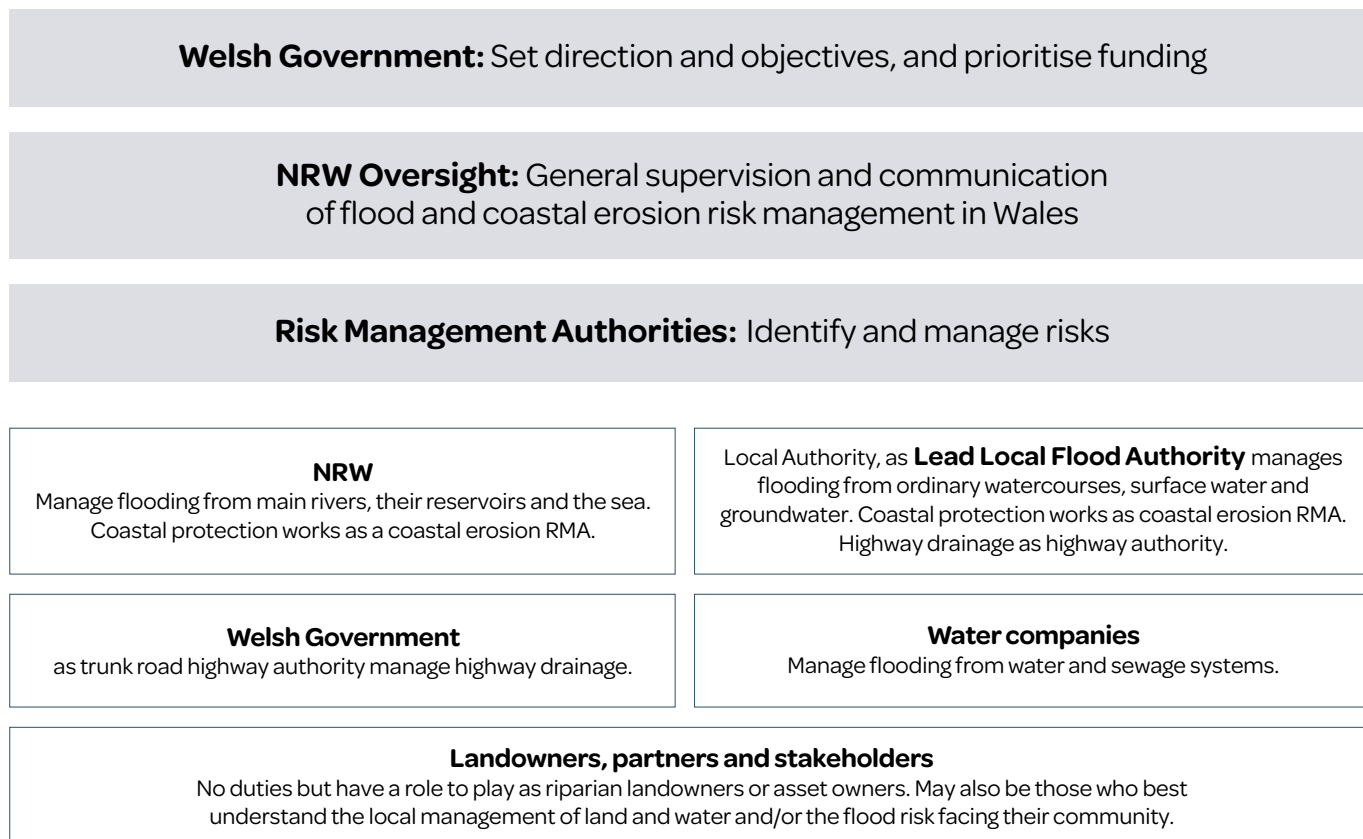 Welsh Government: Set direction and objectives, and prioritise funding
NRW Oversight: General supervision and communication
of flood and coastal erosion risk management in Wales
Risk Management Authorities: Identify and manage risks
NRW
Manage flooding from main rivers, their reservoirs and the sea.
Coastal protection works as a coastal erosion RMA.
Local Authority, as Lead Local Flood Authority manages
flooding from ordinary watercourses, surface water and
groundwater. Coastal protection works as coastal erosion RMA.
Highway drainage as highway authority.
Welsh Government
as trunk road highway authority manage highway drainage.
Water companies
Manage flooding from water and sewage systems.
Landowners, partners and stakeholders
No duties but have a role to play as riparian landowners or asset owners. May also be those who best
understand the local management of land and water and/or the flood risk facing their community.